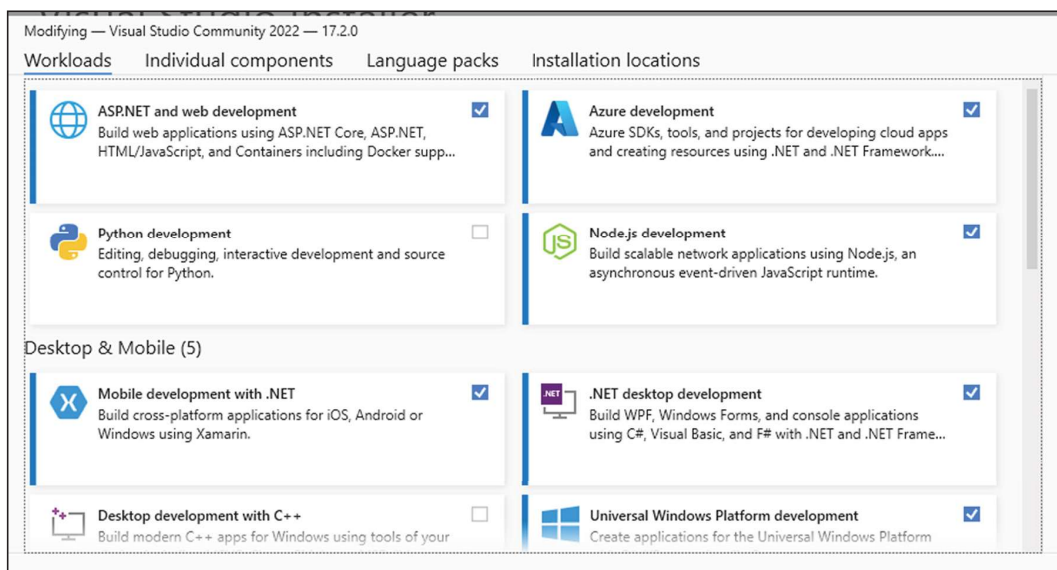 Modifying — Visual Studio Community 2022 — 17.2.0
Workloads Individual components Language packs Installation locations
ASP.NET and web development
Build web applications using ASP.NET Core, ASP.NET,
HTML/JavaScript, and Containers including Docker supp...
Azure development
Azure SDKs, tools, and projects for developing cloud apps
and creating resources using .NET and .NET Framework....
Python development
Editing, debugging, interactive development and source
control for Python.
JS
Node.js development
Build scalable network applications using Node.js, an
asynchronous event-driven JavaScript runtime.
Desktop & Mobile (5)
Mobile development with .NET
Build cross-platform applications for iOS, Android or
Windows using Xamarin.
.NET
.NET desktop development
Build WPF, Windows Forms, and console applications
using C#, Visual Basic, and F# with .NET and .NET Frame...
Desktop development with C++
Build modern C++ apps for Windows using tools of your
Universal Windows Platform development
Create applications for the Universal Windows Platform